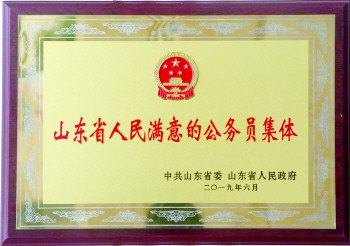 山东省人民满意的公务员集体
中共山东省委 山东省人民政府
二〇一九年六月